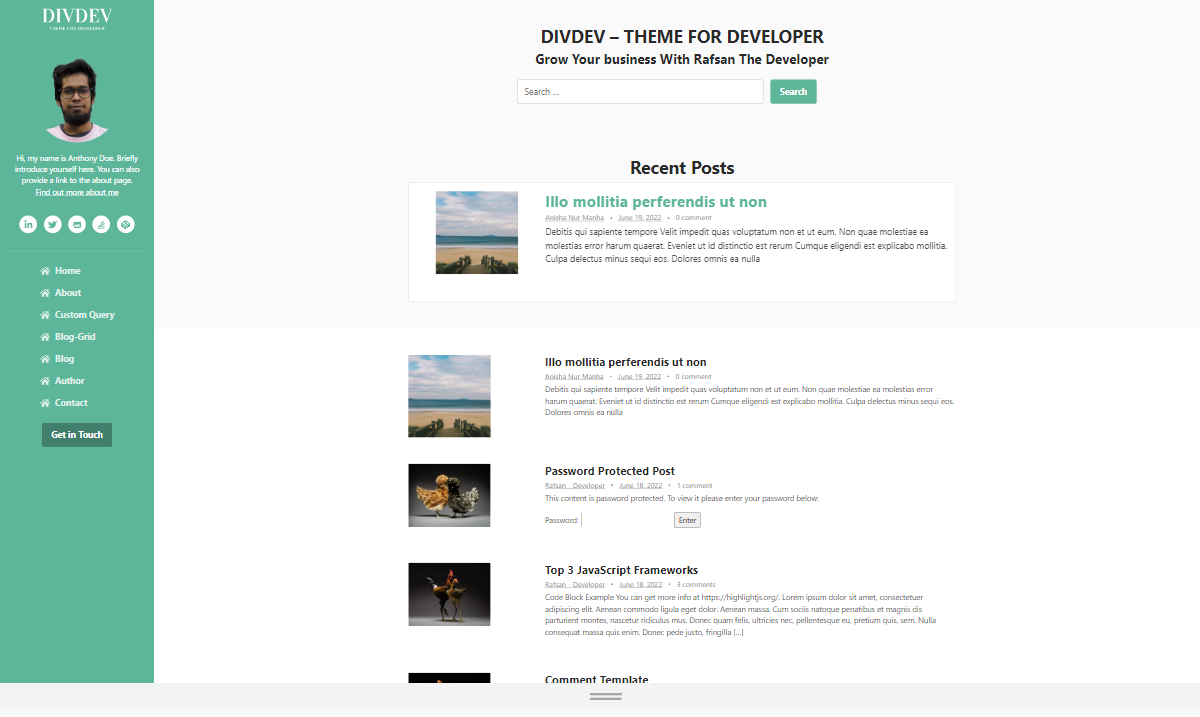 DIVDEV
THEME FOR DEVELOPER
Hi, my name is Anthony Doe. Briefly
introduce yourself here. You can also
provide a link to the about page.
Find out more about me
Home
About
Custom Query
Blog-Grid
Blog
Author
Contact
Get in Touch
DIVDEV – THEME FOR DEVELOPER
Grow Your business With Rafsan The Developer
Search ...
Search
Recent Posts
Illo mollitia perferendis ut non
Anisha Nur Manha • June 19, 2022 • 0 comment
Debitis qui sapiente tempore Velit impedit quas voluptatum non et ut eum. Non quae molestiae ea
molestias error harum quaerat. Eveniet ut id distinctio est rerum Cumque eligendi est explicabo mollitia.
Culpa delectus minus sequi eos. Dolores omnis ea nulla
Illo mollitia perferendis ut non
Anisha Nur Manha • June 19, 2022 • 0 comment
Debitis qui sapiente tempore Velit impedit quas voluptatum non et ut eum. Non quae molestiae ea molestias error
harum quaerat. Eveniet ut id distinctio est rerum Cumque eligendi est explicabo mollitia. Culpa delectus minus sequi eos.
Dolores omnis ea nulla
Password Protected Post
Rafsan _ Developer • June 18, 2022 • 1 comment
This content is password protected. To view it please enter your password below:
Password:
Enter
Top 3 JavaScript Frameworks
Rafsan _ Developer • June 18, 2022 • 3 comments
Code Block Example You can get more info at https://highlightjs.org/. Lorem ipsum dolor sit amet, consectetuer
adipiscing elit. Aenean commodo ligula eget dolor. Aenean massa. Cum sociis natoque penatibus et magnis dis
parturient montes, nascetur ridiculus mus. Donec quam felis, ultricies nec, pellentesque eu, pretium quis, sem. Nulla
consequat massa quis enim. Donec pede justo, fringilla [...]
Comment Template